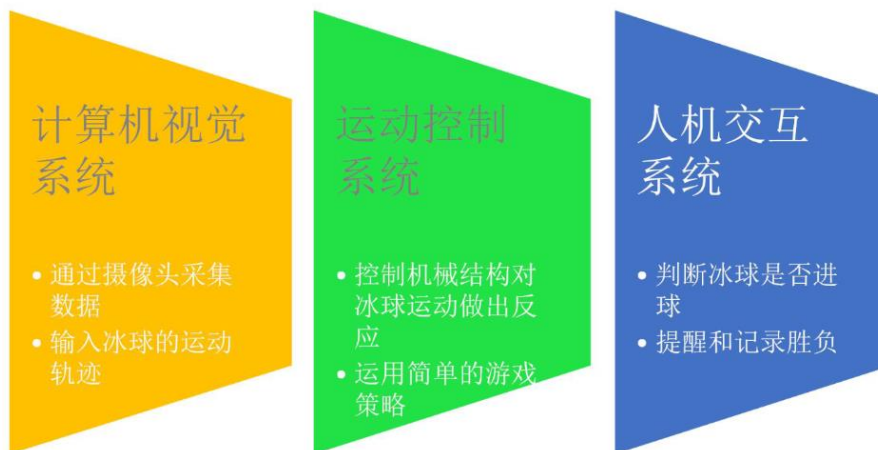 计算机视觉
系统
• 通过摄像头采集
数据
• 输入冰球的运动
轨迹
运动控制
系统
• 控制机械结构对
冰球运动做出反
应
• 运用简单的游戏
策略
人机交互
系统
• 判断冰球是否进
球
• 提醒和记录胜负